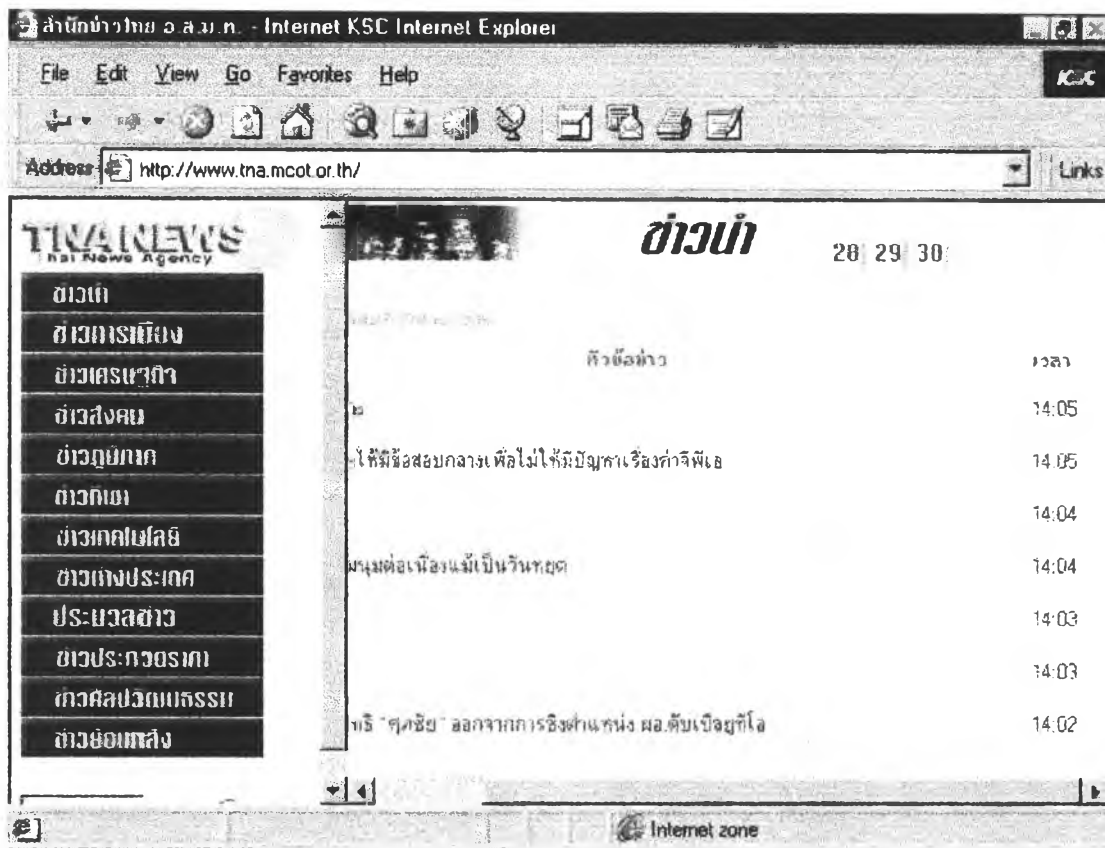 สำนักข่าวไทย อ.ส.ม.ท. - Internet KSC Internet Explorer
File Edit View Go Favorites Help
KSC
Address http://www.tna.mcot.or.th/ Links
TNA NEWS
Thai News Agency
ข่าวนำ
ข่าวการเมือง
ข่าวเศรษฐกิจ
ข่าวสังคม
ข่าวภูมิภาค
ข่าวกีฬา
ข่าวเทคโนโลยี
ข่าวต่างประเทศ
ประมวลข่าว
ข่าวประกวดราคา
ข่าวศิลปวัฒนธรรม
ข่าวย้อนหลัง
ข่าวนำ 28 29 30
หัวข้อข่าว เวลา
14:05
ให้มีข้อสอบกลางเพื่อไม่ให้มีปัญหาเรื่องค่าจีพีเอ 14:05
14:04
มนุมต่อเนื่องแม้เป็นวันหยุด 14:04
14:03
14:03
ทธิ "ศุภชัย" ออกจากการชิงตำแหน่ง ผอ.ดับเบิลยูทีโอ 14:02
Internet zone